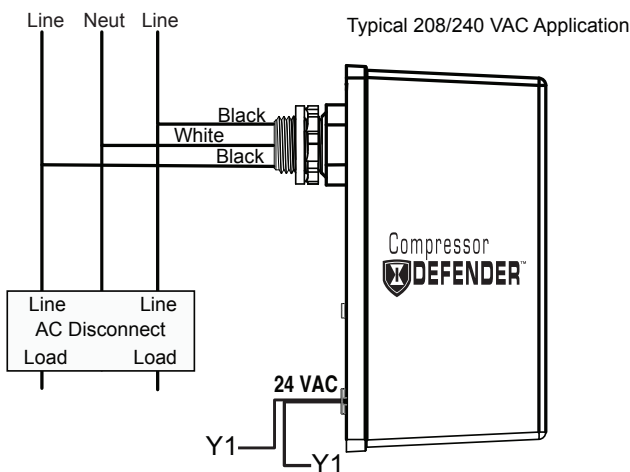 Line Neut Line
Typical 208/240 VAC Application
Black
White
Black
Compressor
DEFENDER™
Line Line
AC Disconnect
Load Load
24 VAC
Y1
Y1